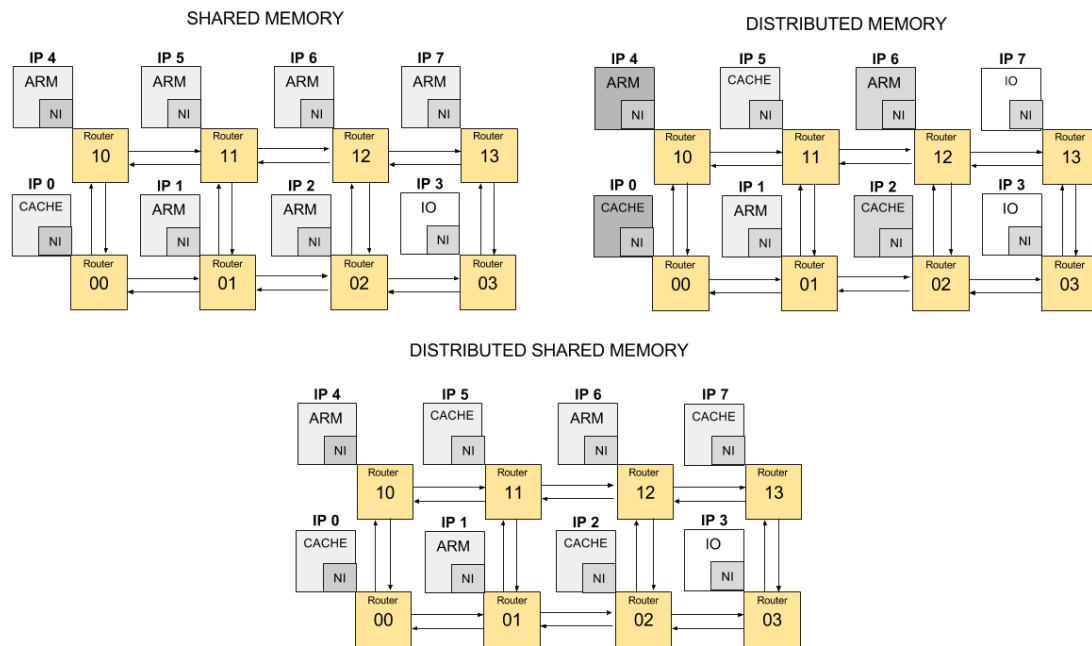 SHARED MEMORY
IP 4 IP 5 IP 6 IP 7
ARM ARM ARM ARM
NI NI NI NI
Router Router Router Router
10 11 12 13
IP 0 IP 1 IP 2 IP 3
CACHE ARM ARM IO
NI NI NI NI
Router Router Router Router
00 01 02 03
DISTRIBUTED MEMORY
IP 4 IP 5 IP 6 IP 7
ARM CACHE ARM IO
NI NI NI NI
Router Router Router Router
10 11 12 13
IP 0 IP 1 IP 2 IP 3
CACHE ARM CACHE IO
NI NI NI NI
Router Router Router Router
00 01 02 03
DISTRIBUTED SHARED MEMORY
IP 4 IP 5 IP 6 IP 7
ARM CACHE ARM CACHE
NI NI NI NI
Router Router Router Router
10 11 12 13
IP 0 IP 1 IP 2 IP 3
CACHE ARM CACHE IO
NI NI NI NI
Router Router Router Router
00 01 02 03